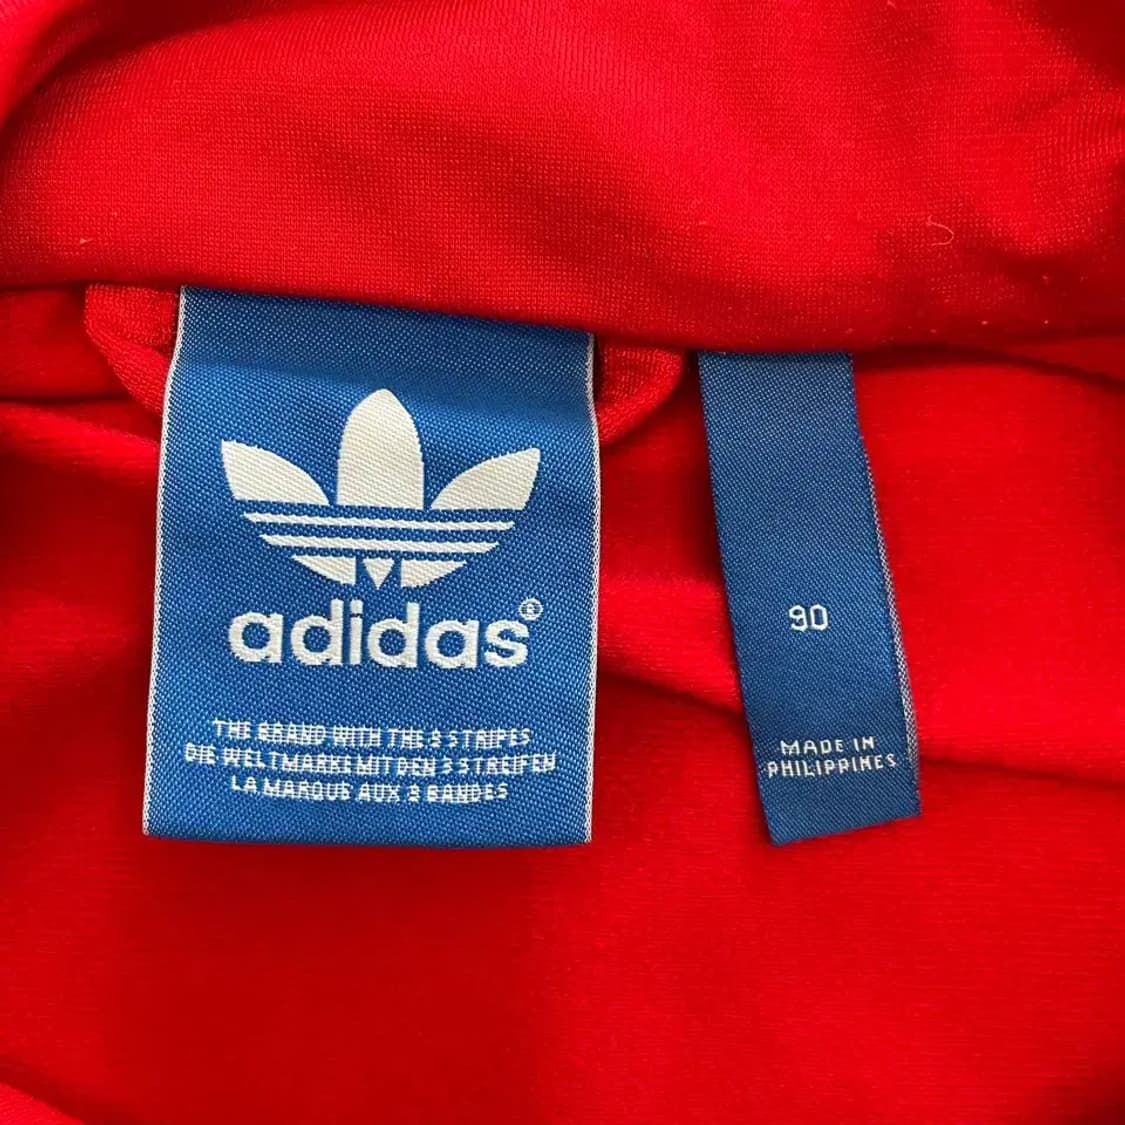 adidas®
THE BRAND WITH THE 3 STRIPES
DIE WELTMARKE MIT DEN 3 STREIFEN
LA MARQUE AUX 3 BANDES
90
MADE IN
PHILIPPINES